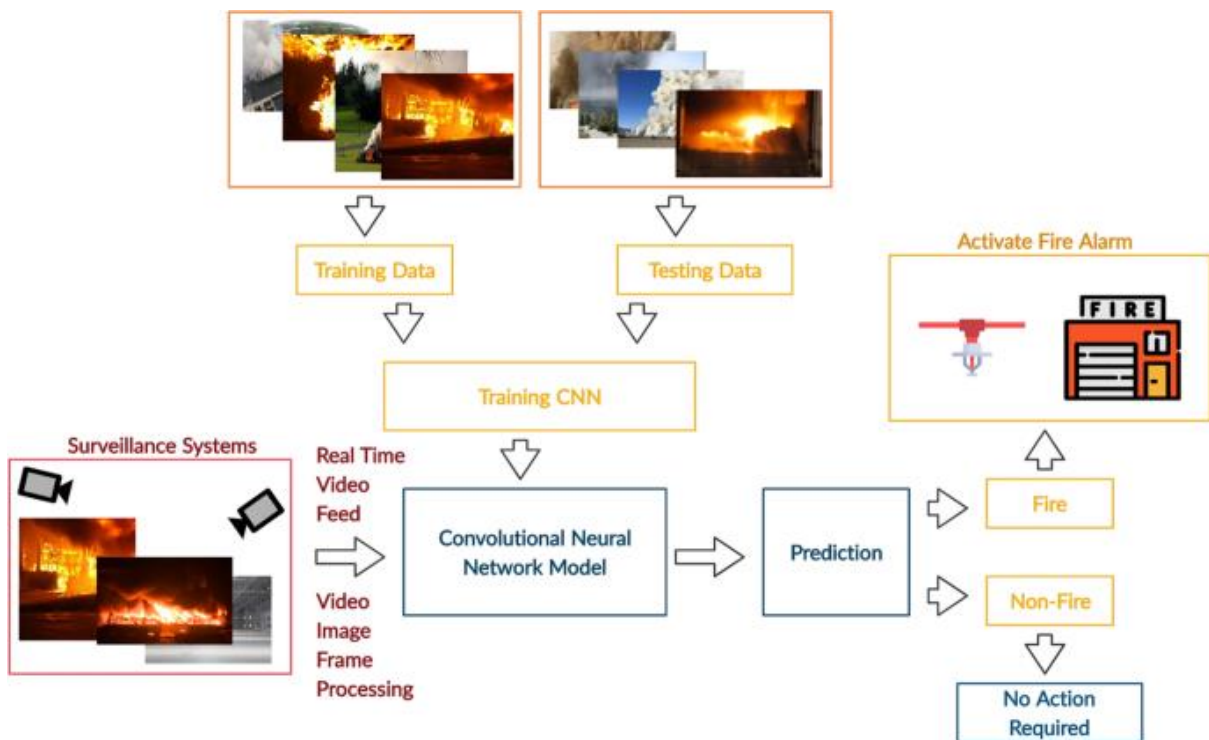 Training Data
Testing Data
Activate Fire Alarm
FIRE
Training CNN
Surveillance Systems
Real Time
Video
Feed
Video
Image
Frame
Processing
Convolutional Neural
Network Model
Prediction
Fire
Non-Fire
No Action
Required